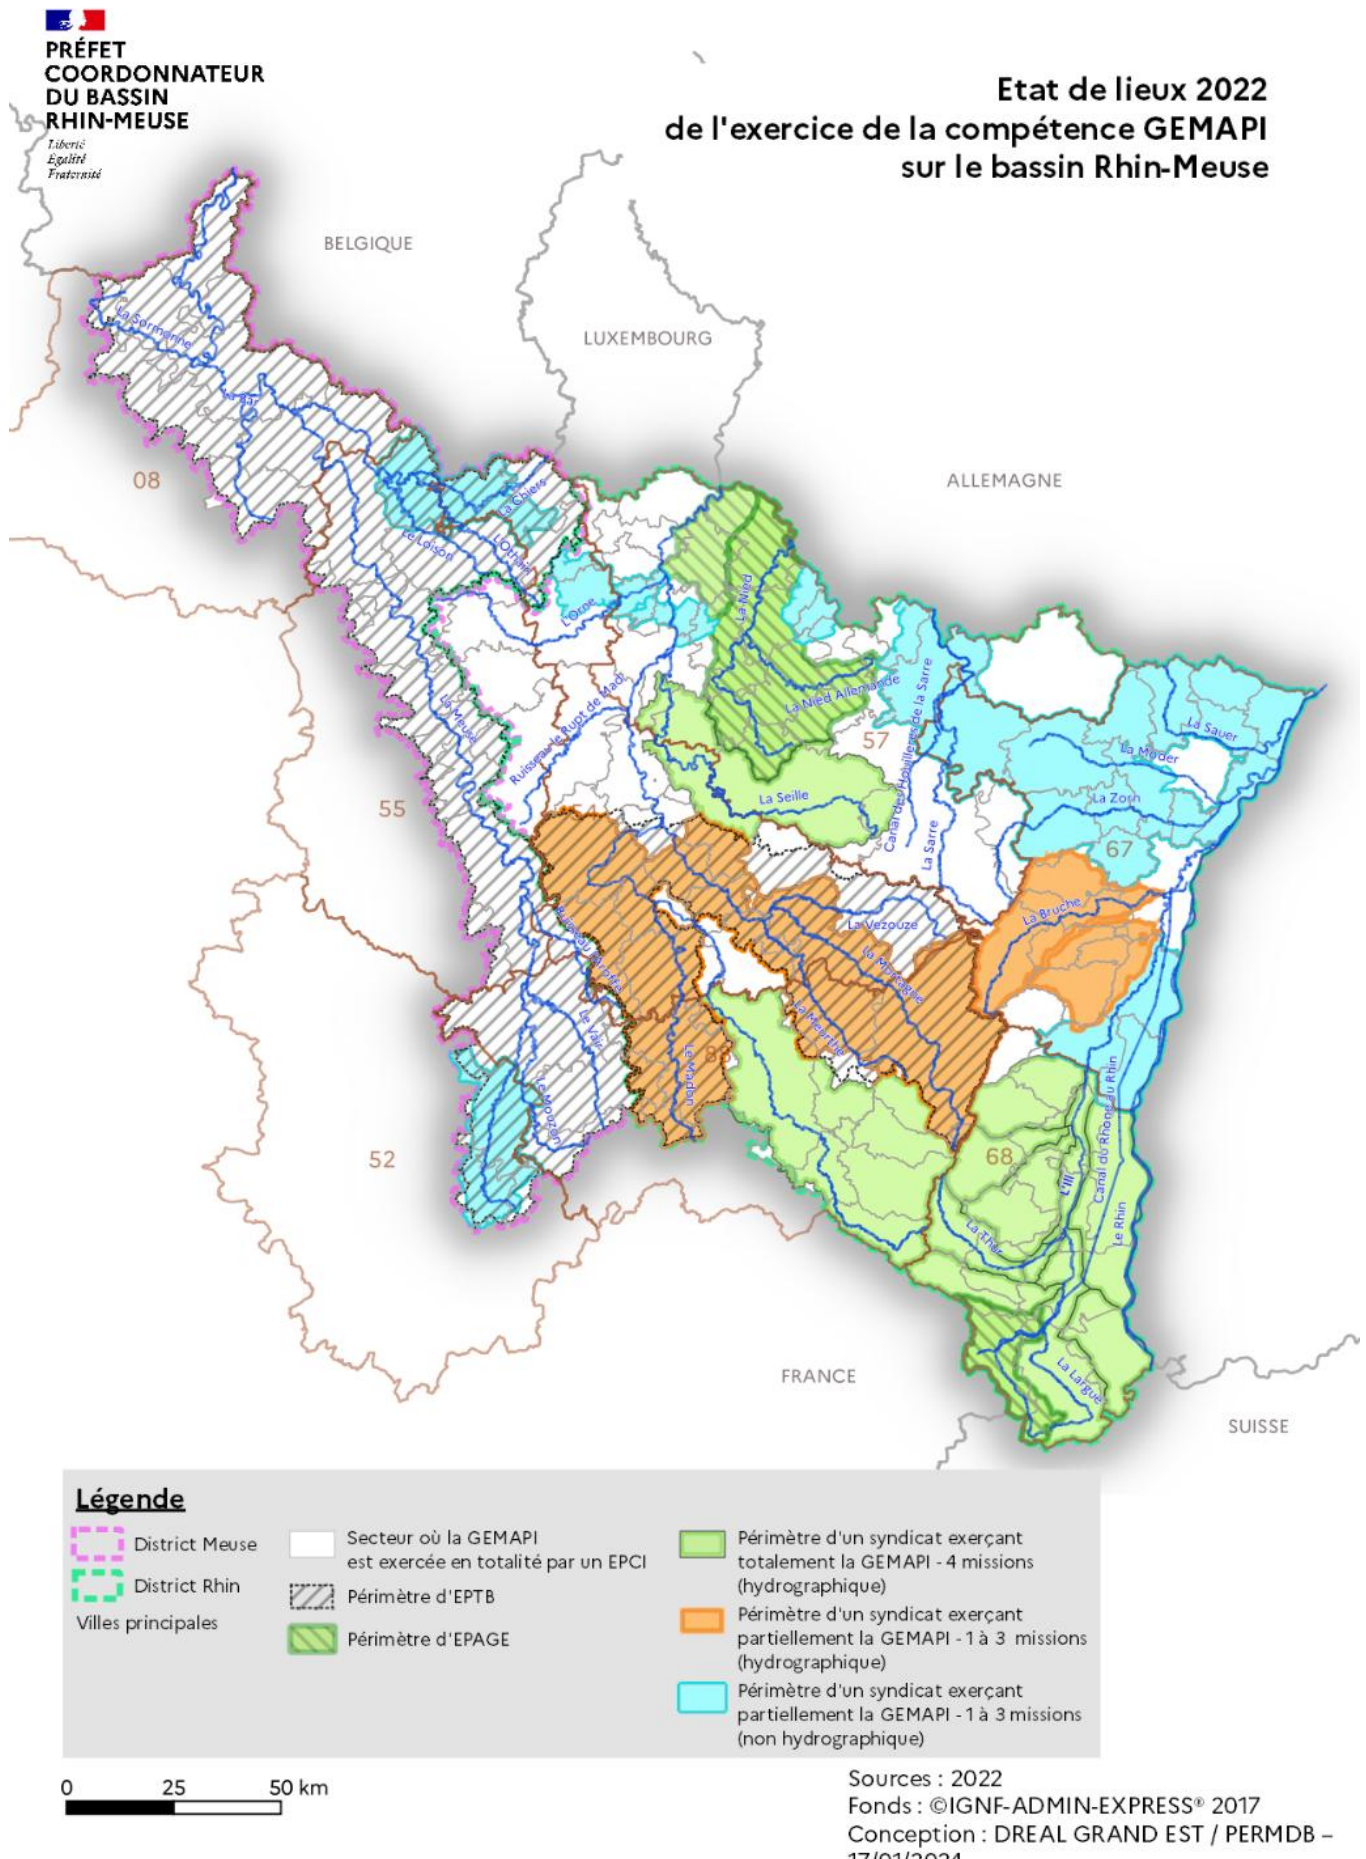 PRÉFET
COORDONNATEUR
DU BASSIN
RHIN-MEUSE
Liberté
Égalité
Fraternité
Etat de lieux 2022
de l'exercice de la compétence GEMAPI
sur le bassin Rhin-Meuse
BELGIQUE
LUXEMBOURG
ALLEMAGNE
La Sormonne
La Bar
08
La Chiers
L'Othain
Le Loison
L'Orne
La Nied
La Nied Allemande
Canal des Houillères de la Sarre
57
La Meuse
Ruisseau le Rupt de Mad
La Sauer
La Moder
La Zorn
67
La Seille
La Sarre
55
54
La Bruche
La Vezouze
La Mortagne
La Meurthe
Le Vair
Le Madon
88
Le Mouzon
52
68
L'Ill
Canal du Rhône au Rhin
Le Rhin
La Thur
La Largue
FRANCE
SUISSE
Légende
District Meuse
District Rhin
Villes principales
Secteur où la GEMAPI
est exercée en totalité par un EPCI
Périmètre d'EPTB
Périmètre d'EPAGE
Périmètre d'un syndicat exerçant
totalement la GEMAPI - 4 missions
(hydrographique)
Périmètre d'un syndicat exerçant
partiellement la GEMAPI - 1 à 3 missions
(hydrographique)
Périmètre d'un syndicat exerçant
partiellement la GEMAPI - 1 à 3 missions
(non hydrographique)
0 25 50 km
Sources : 2022
Fonds : ©IGNF-ADMIN-EXPRESS® 2017
Conception : DREAL GRAND EST / PERMDB –
17/01/2024